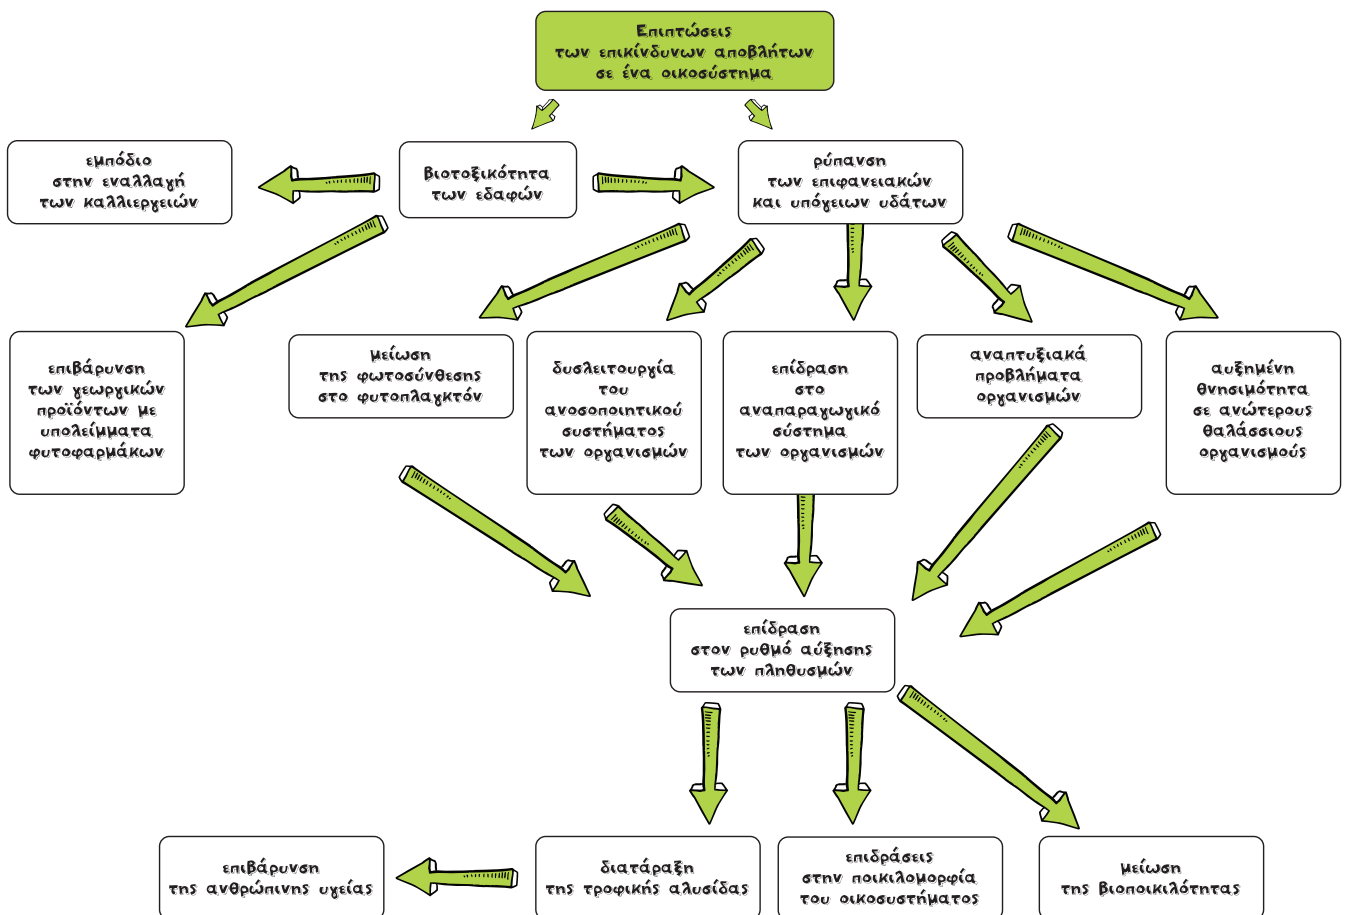 Επιπτώσεις
των επικίνδυνων αποβλήτων
σε ένα οικοσύστημα
εμπόδιο
στην εναλλαγή
των καλλιεργειών
βιοτοξικότητα
των εδαφών
ρύπανση
των επιφανειακών
και υπόγειων υδάτων
επιβάρυνση
των γεωργικών
προϊόντων με
υπολείμματα
φυτοφαρμάκων
μείωση
της φωτοσύνθεσης
στο φυτοπλαγκτόν
δυσλειτουργία
του
ανοσοποιητικού
συστήματος
των οργανισμών
επίδραση
στο
αναπαραγωγικό
σύστημα
των οργανισμών
αναπτυξιακά
προβλήματα
οργανισμών
αυξημένη
θνησιμότητα
σε ανώτερους
θαλάσσιους
οργανισμούς
επίδραση
στον ρυθμό αύξησης
των πληθυσμών
επιβάρυνση
της ανθρώπινης υγείας
διατάραξη
της τροφικής αλυσίδας
επιδράσεις
στην ποικιλομορφία
του οικοσυστήματος
μείωση
της βιοποικιλότητας